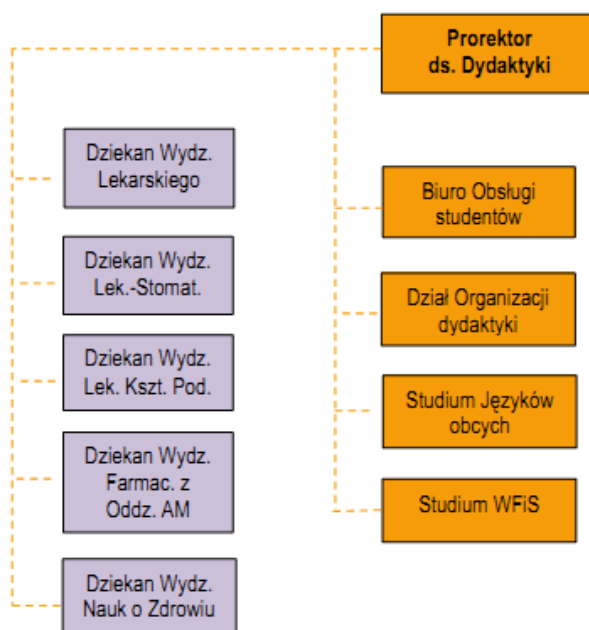 Prorektor
ds. Dydaktyki
Dziekan Wydz.
Lekarskiego
Dziekan Wydz.
Lek.-Stomat.
Dziekan Wydz.
Lek. Kszt. Pod.
Dziekan Wydz.
Farmac. z
Oddz. AM
Dziekan Wydz.
Nauk o Zdrowiu
Biuro Obsługi
studentów
Dział Organizacji
dydaktyki
Studium Języków
obcych
Studium WFiS